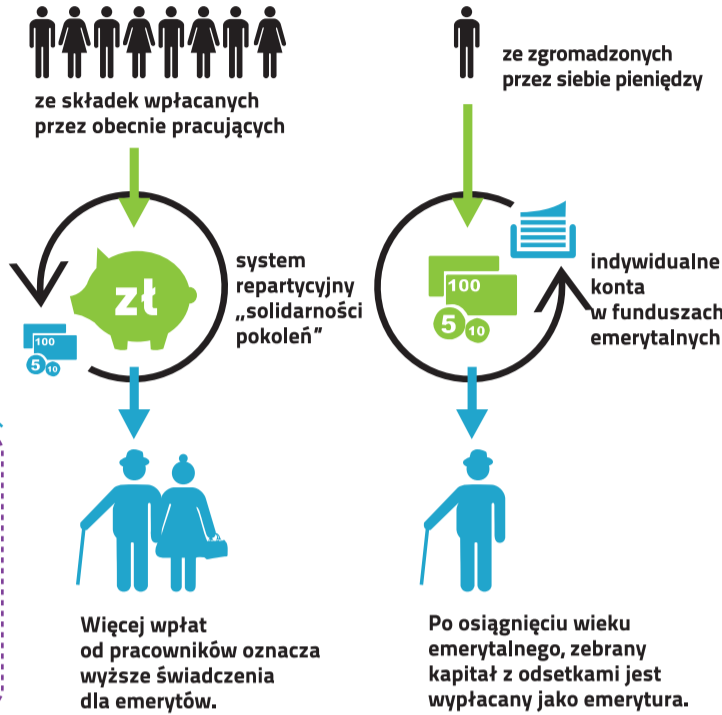 ze składek wpłacanych
przez obecnie pracujących
zł
100
5
10
system
repartycyjny
„solidarności
pokoleń”
Więcej wpłat
od pracowników oznacza
wyższe świadczenia
dla emerytów.
ze zgromadzonych
przez siebie pieniędzy
100
5
10
indywidualne
konta
w funduszach
emerytalnych
Po osiągnięciu wieku
emerytalnego, zebrany
kapitał z odsetkami jest
wypłacany jako emerytura.